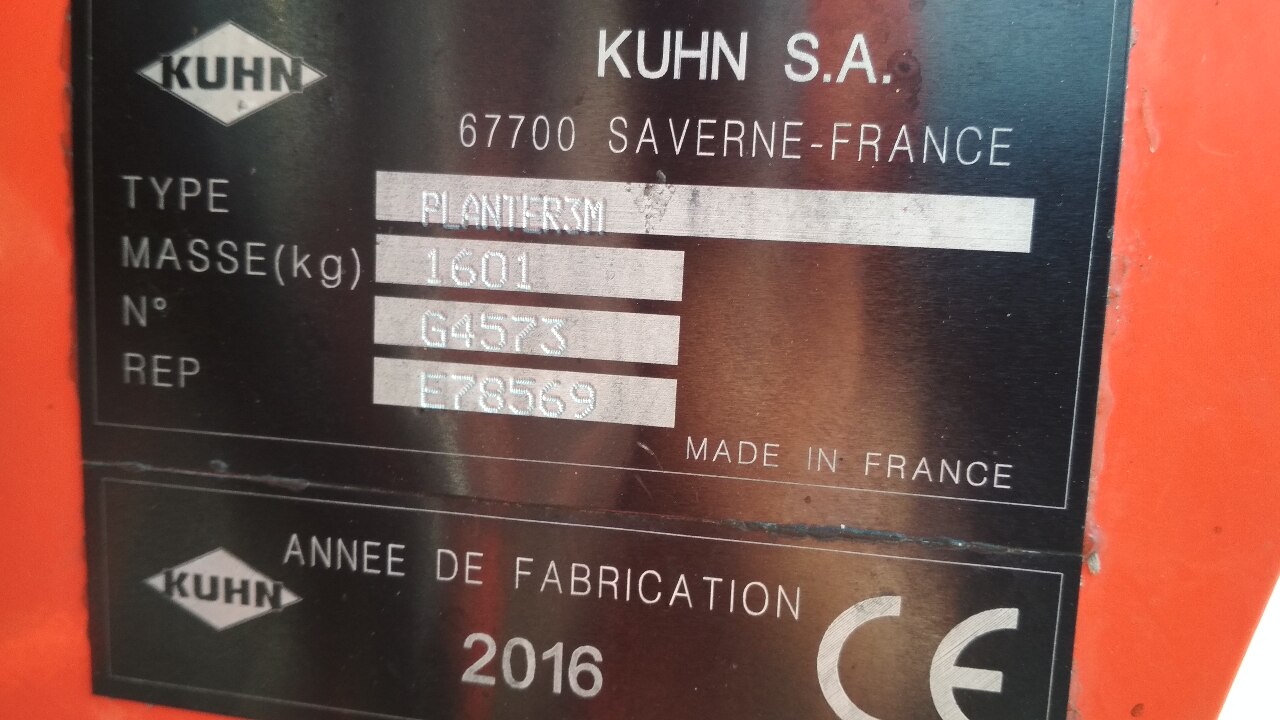 KUHN
KUHN S.A.
67700 SAVERNE-FRANCE
TYPE PLANTER3M
MASSE(kg) 1601
N° G4573
REP E78569
MADE IN FRANCE
KUHN
ANNEE DE FABRICATION
2016
CE